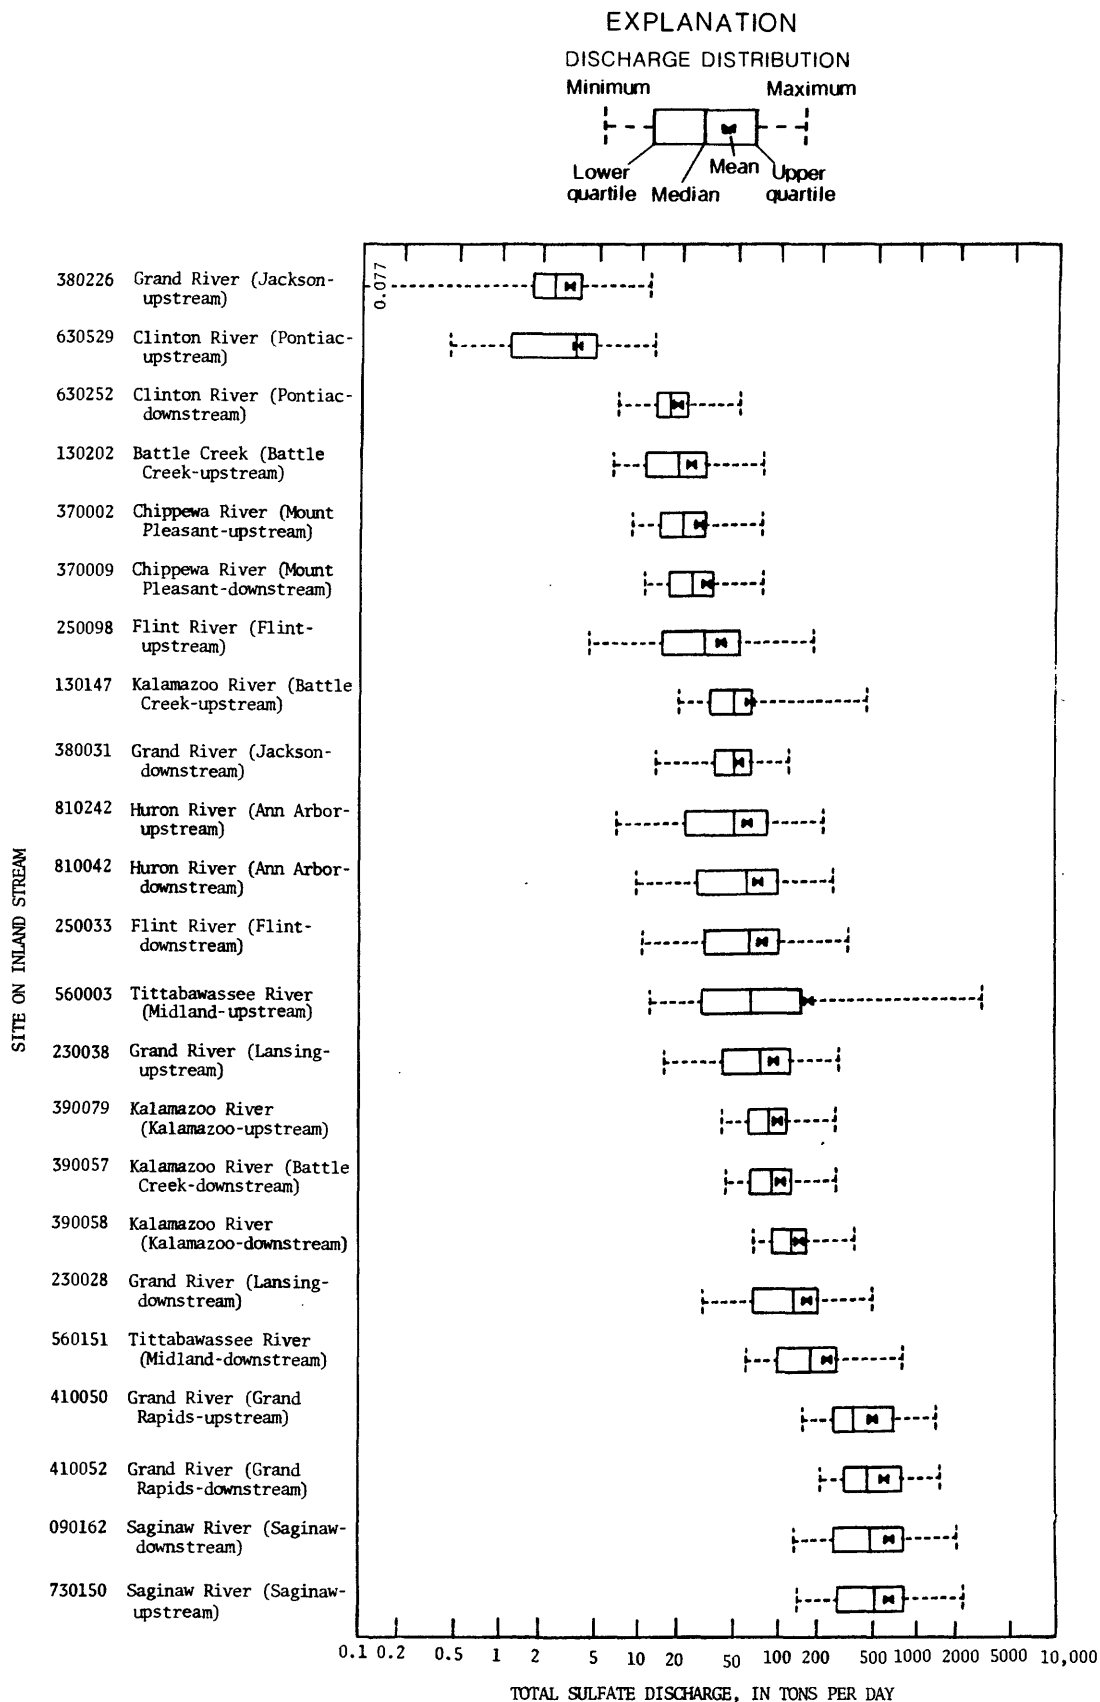 EXPLANATION
DISCHARGE DISTRIBUTION
Minimum Maximum
Mean
Lower Upper
quartile Median quartile
SITE ON INLAND STREAM
0.077
380226 Grand River (Jackson-
upstream)
630529 Clinton River (Pontiac-
upstream)
630252 Clinton River (Pontiac-
downstream)
130202 Battle Creek (Battle
Creek-upstream)
370002 Chippewa River (Mount
Pleasant-upstream)
370009 Chippewa River (Mount
Pleasant-downstream)
250098 Flint River (Flint-
upstream)
130147 Kalamazoo River (Battle
Creek-upstream)
380031 Grand River (Jackson-
downstream)
810242 Huron River (Ann Arbor-
upstream)
810042 Huron River (Ann Arbor-
downstream)
250033 Flint River (Flint-
downstream)
560003 Tittabawassee River
(Midland-upstream)
230038 Grand River (Lansing-
upstream)
390079 Kalamazoo River
(Kalamazoo-upstream)
390057 Kalamazoo River (Battle
Creek-downstream)
390058 Kalamazoo River
(Kalamazoo-downstream)
230028 Grand River (Lansing-
downstream)
560151 Tittabawassee River
(Midland-downstream)
410050 Grand River (Grand
Rapids-upstream)
410052 Grand River (Grand
Rapids-downstream)
090162 Saginaw River (Saginaw-
downstream)
730150 Saginaw River (Saginaw-
upstream)
0.1 0.2 0.5 1 2 5 10 20 50 100 200 500 1000 2000 5000 10,000
TOTAL SULFATE DISCHARGE, IN TONS PER DAY